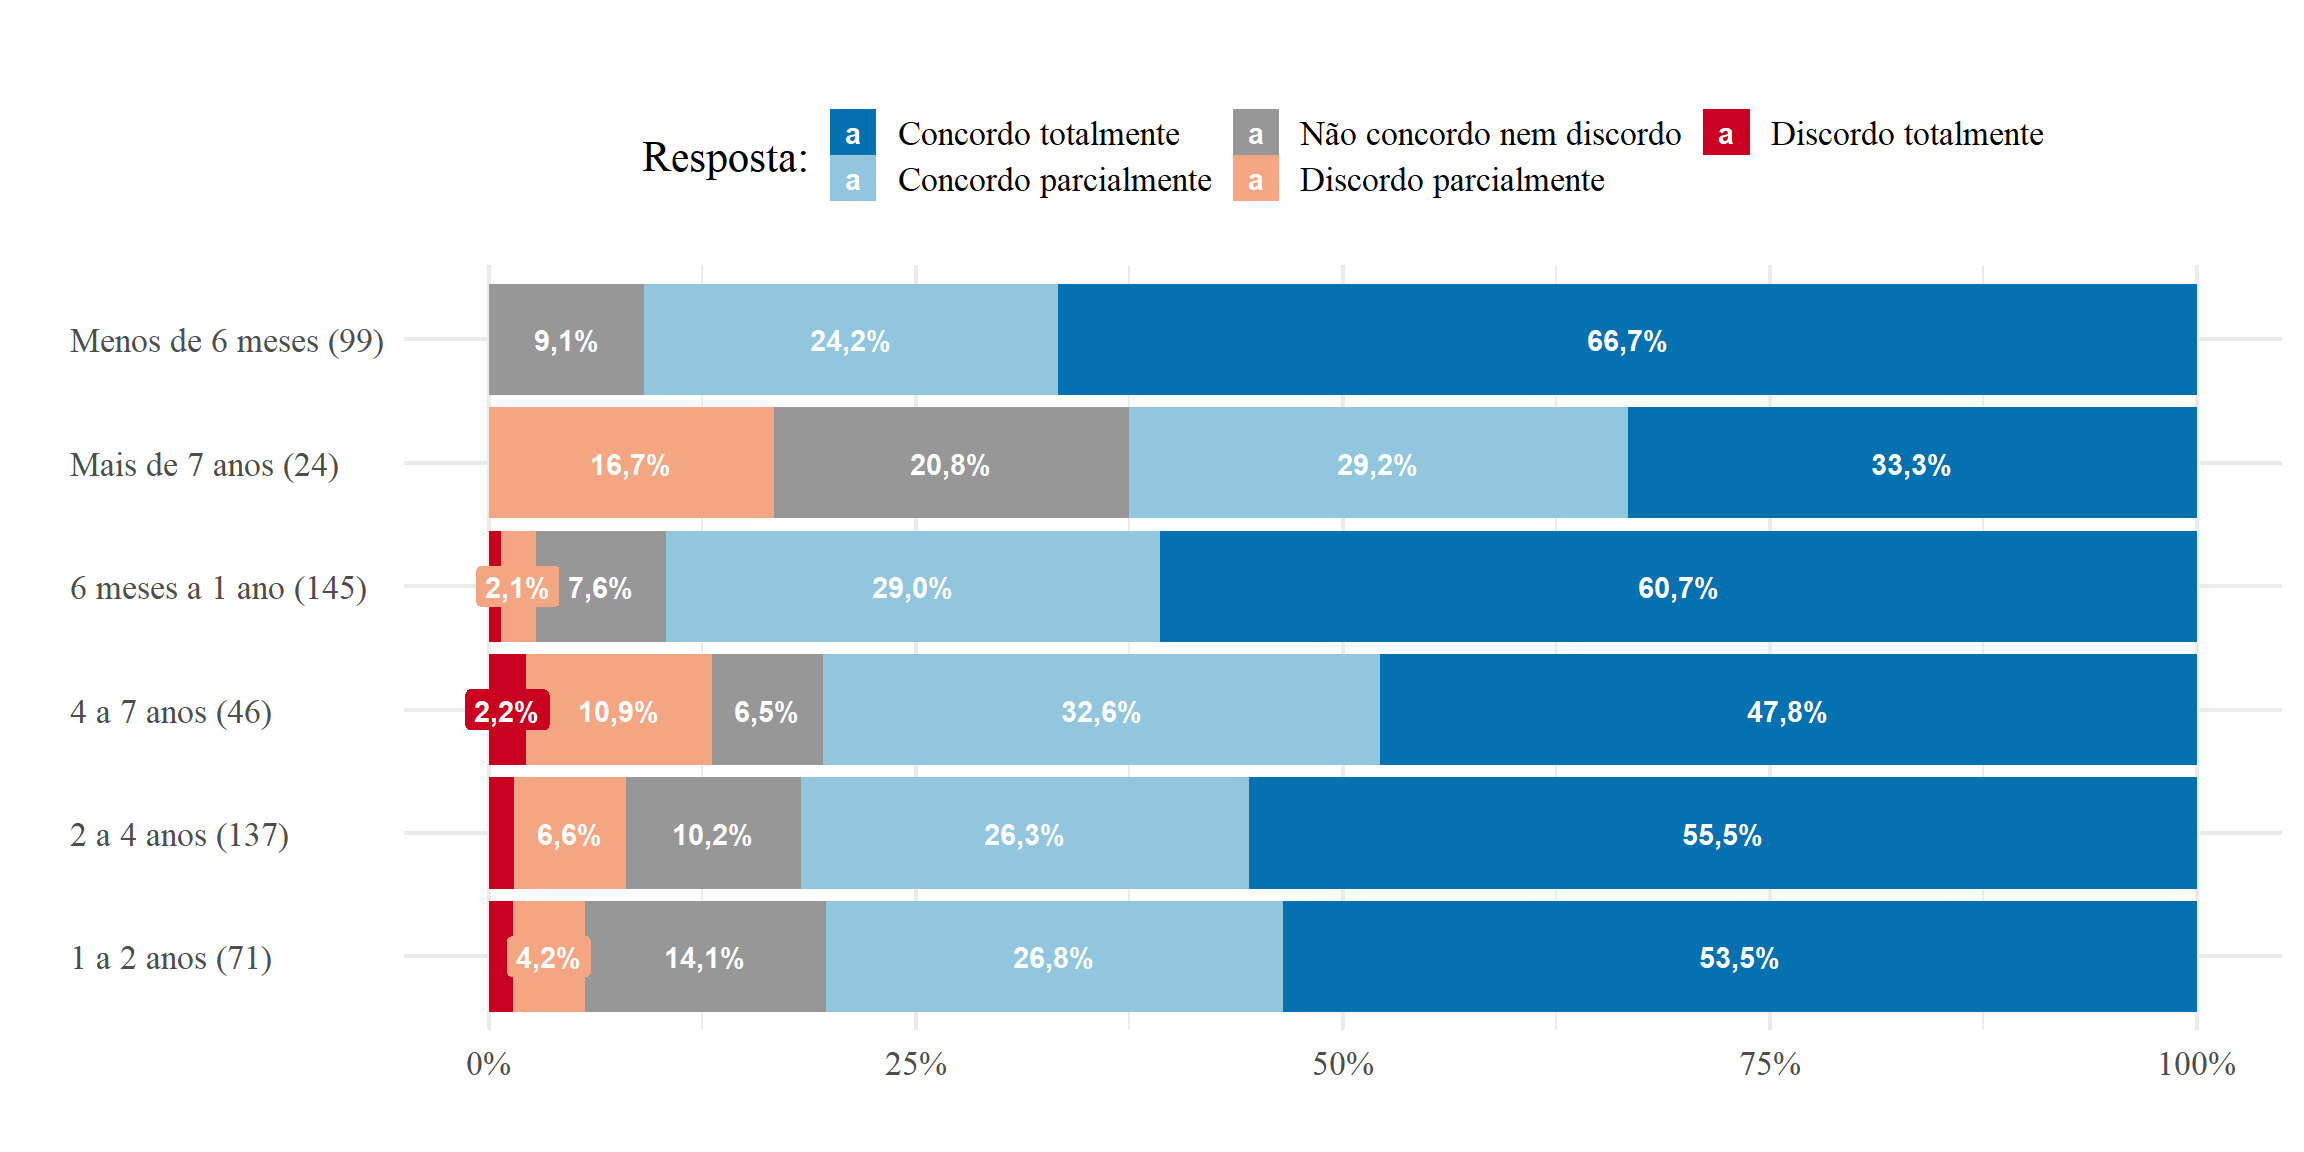 Resposta:
a Concordo totalmente a Não concordo nem discordo a Discordo totalmente
a Concordo parcialmente a Discordo parcialmente
Menos de 6 meses (99) 9,1% 24,2% 66,7%
Mais de 7 anos (24) 16,7% 20,8% 29,2% 33,3%
6 meses a 1 ano (145) 2,1% 7,6% 29,0% 60,7%
4 a 7 anos (46) 2,2% 10,9% 6,5% 32,6% 47,8%
2 a 4 anos (137) 6,6% 10,2% 26,3% 55,5%
1 a 2 anos (71) 4,2% 14,1% 26,8% 53,5%
0% 25% 50% 75% 100%